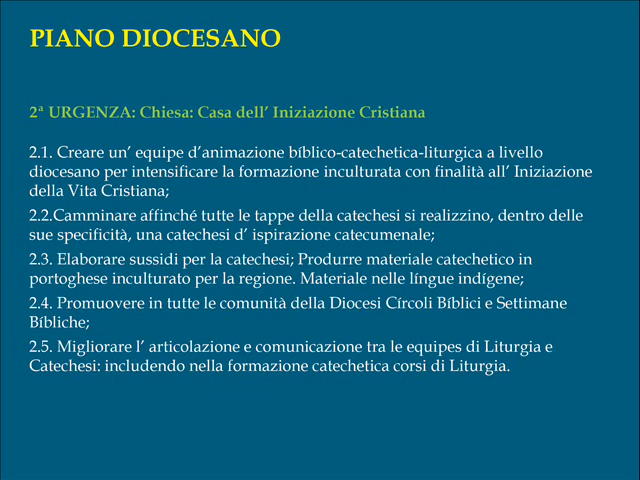 PIANO DIOCESANO
2ª URGENZA: Chiesa: Casa dell’ Iniziazione Cristiana
2.1. Creare un’ equipe d’animazione bíblico-catechetica-liturgica a livello
diocesano per intensificare la formazione inculturata con finalità all’ Iniziazione
della Vita Cristiana;
2.2.Camminare affinché tutte le tappe della catechesi si realizzino, dentro delle
sue specificità, una catechesi d’ ispirazione catecumenale;
2.3. Elaborare sussidi per la catechesi; Produrre materiale catechetico in
portoghese inculturato per la regione. Materiale nelle língue indígene;
2.4. Promuovere in tutte le comunità della Diocesi Círcoli Bíblici e Settimane
Bíbliche;
2.5. Migliorare l’ articolazione e comunicazione tra le equipes di Liturgia e
Catechesi: includendo nella formazione catechetica corsi di Liturgia.